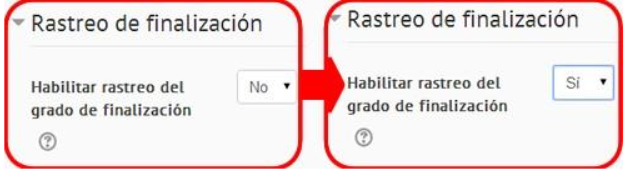 Rastreo de finalización
Habilitar rastreo del
grado de finalización
No
Rastreo de finalización
Habilitar rastreo del
grado de finalización
Sí